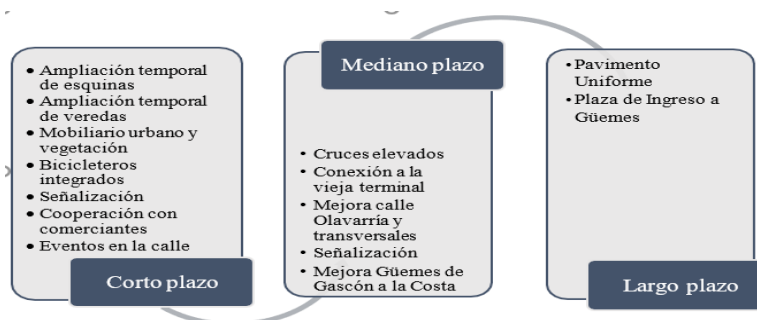 • Ampliación temporal
de esquinas
• Ampliación temporal
de veredas
• Mobiliario urbano y
vegetación
• Bicicleteros
integrados
• Señalización
• Cooperación con
comerciantes
• Eventos en la calle
Corto plazo
Mediano plazo
• Cruces elevados
• Conexión a la
vieja terminal
• Mejora calle
Olavarría y
transversales
• Señalización
• Mejora Güemes de
Gascón a la Costa
• Pavimento
Uniforme
• Plaza de Ingreso a
Güemes
Largo plazo